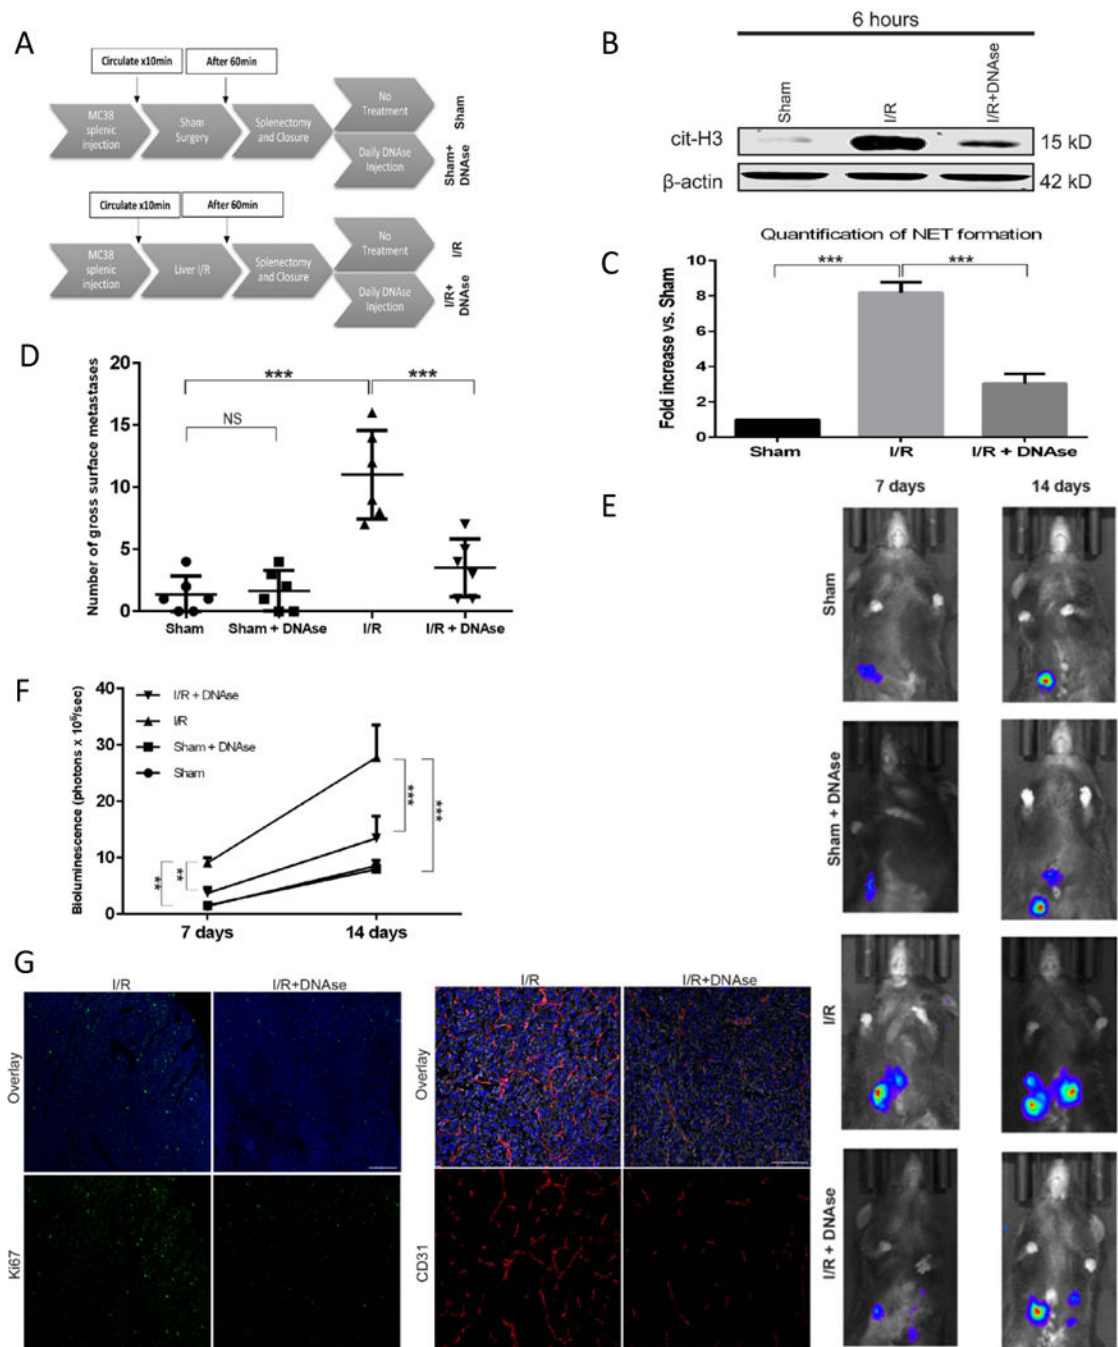 A
Circulate x10min
After 60min
MC38
splenic
injection
Sham
Surgery
Splenectomy
and Closure
No
Treatment
Daily DNAse
Injection
Sham
Sham+
DNAse
Circulate x10min
After 60min
MC38
splenic
injection
Liver I/R
Splenectomy
and Closure
No
Treatment
Daily DNAse
Injection
I/R
I/R+
DNAse
B
6 hours
Sham
I/R
I/R+DNAse
cit-H3
15 kD
β-actin
42 kD
C
Quantification of NET formation
Fold increase vs. Sham
10
8
6
4
2
0
***
***
Sham
I/R
I/R + DNAse
D
Number of gross surface metastases
20
15
10
5
0
***
***
NS
Sham
Sham + DNAse
I/R
I/R + DNAse
E
7 days
14 days
Sham
Sham + DNAse
I/R
I/R + DNAse
F
Bioluminescence (photons x 10⁶/sec)
40
30
20
10
0
I/R + DNAse
I/R
Sham + DNAse
Sham
**
**
***
***
7 days
14 days
G
I/R
I/R+DNAse
Overlay
Ki67
I/R
I/R+DNAse
Overlay
CD31